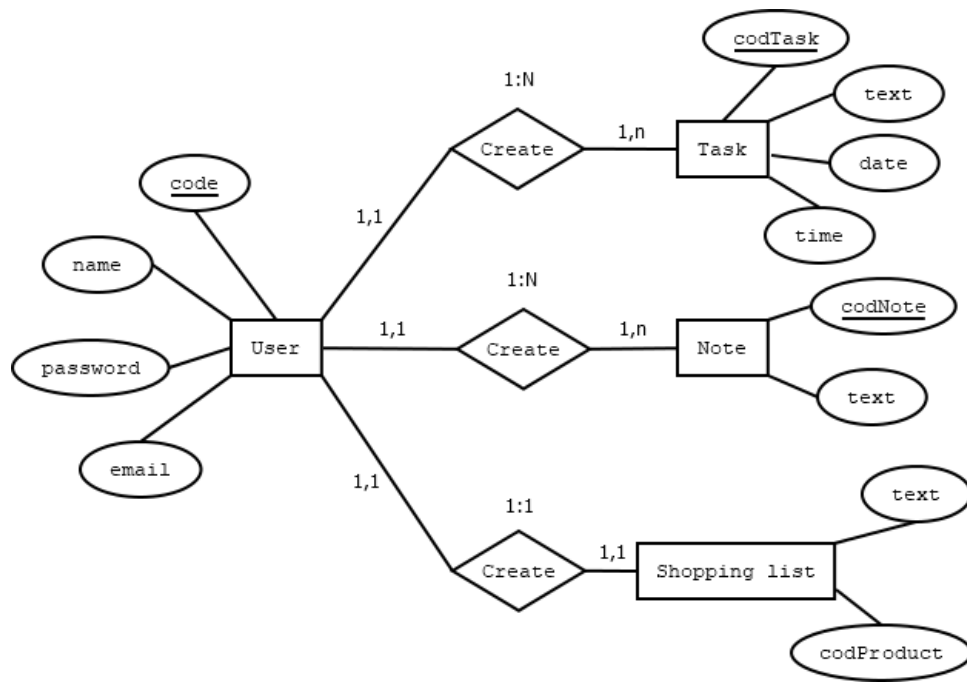 codTask
1:N
text
1,n
Create
Task
date
code
1,1
time
name
1:N
codNote
1,1
1,n
User
Create
Note
password
text
email
1,1
text
1:1
1,1
Create
Shopping list
codProduct